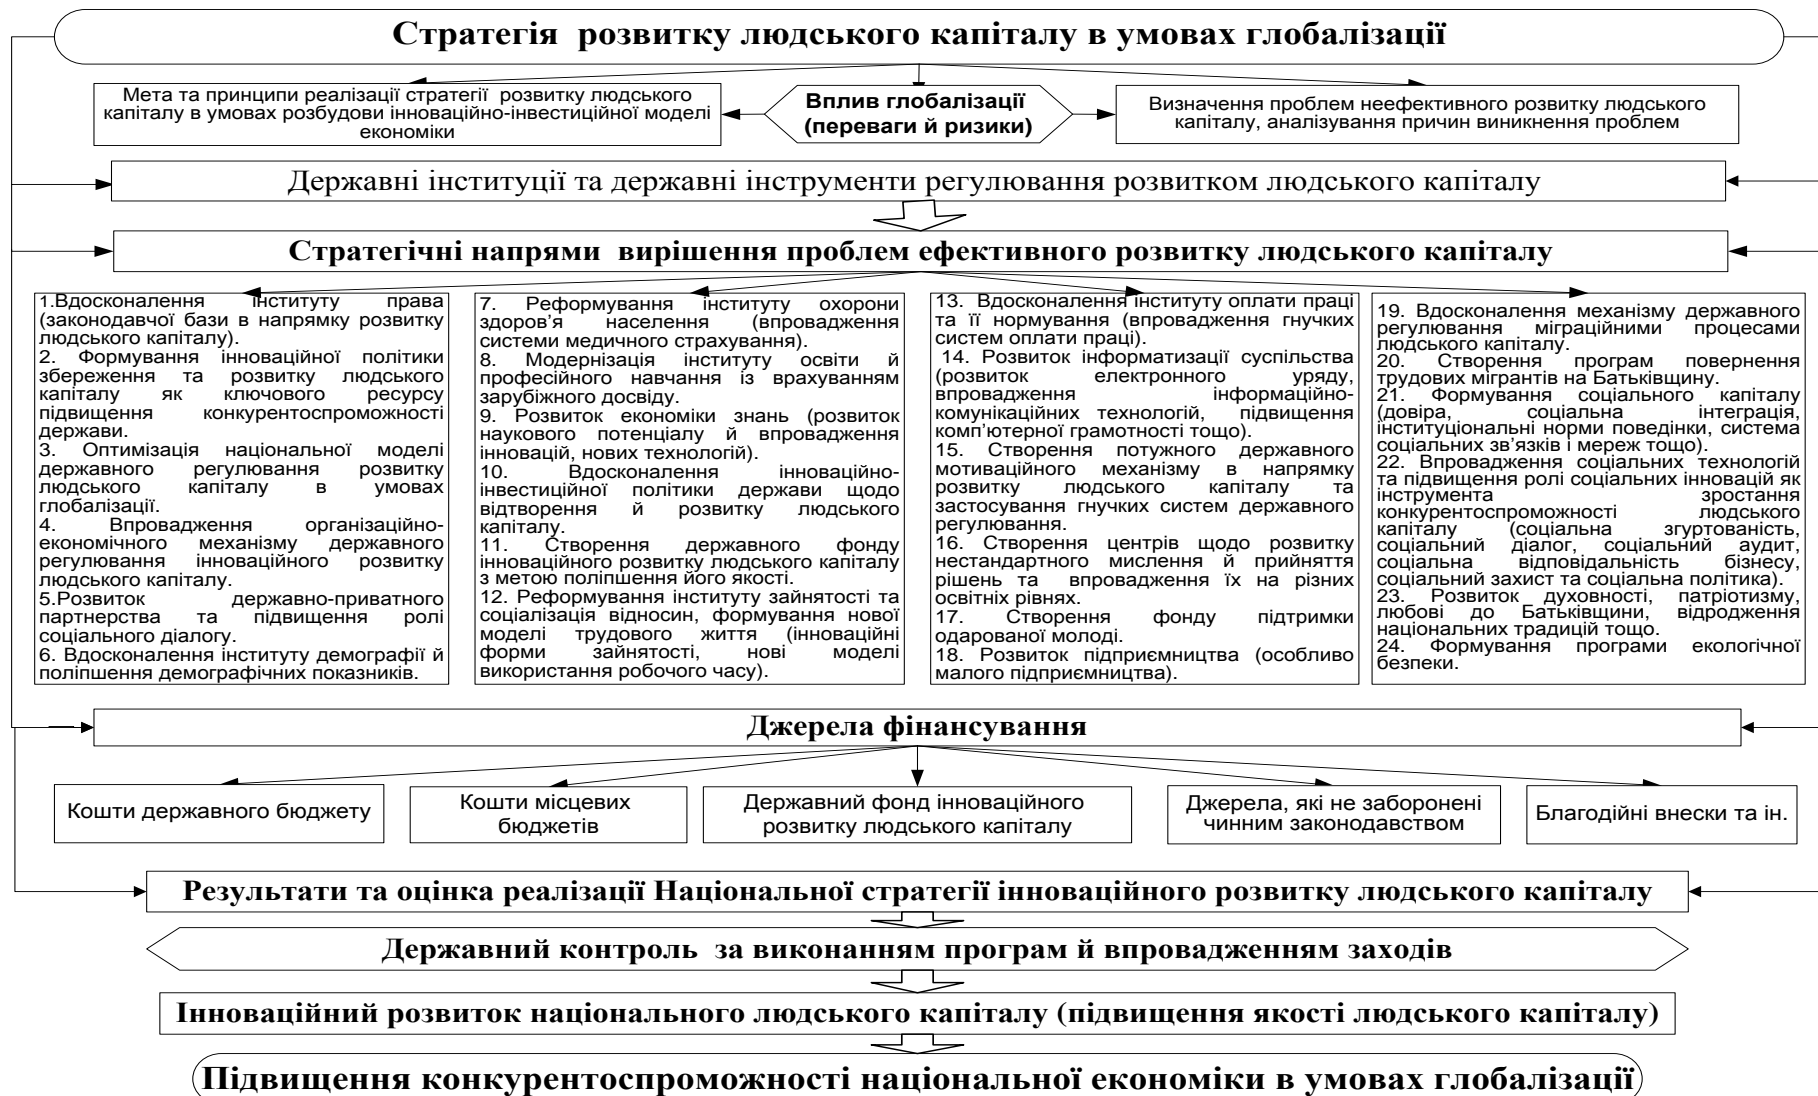 Стратегія розвитку людського капіталу в умовах глобалізації
Мета та принципи реалізації стратегії розвитку людського
капіталу в умовах розбудови інноваційно-інвестиційної моделі
економіки
Вплив глобалізації
(переваги й ризики)
Визначення проблем неефективного розвитку людського
капіталу, аналізування причин виникнення проблем
Державні інституції та державні інструменти регулювання розвитком людського капіталу
Стратегічні напрями вирішення проблем ефективного розвитку людського капіталу
1.Вдосконалення інституту права
(законодавчої бази в напрямку розвитку
людського капіталу).
2. Формування інноваційної політики
збереження та розвитку людського
капіталу як ключового ресурсу
підвищення конкурентоспроможності
держави.
3. Оптимізація національної моделі
державного регулювання розвитку
людського капіталу в умовах
глобалізації.
4. Впровадження організаційно-
економічного механізму державного
регулювання інноваційного розвитку
людського капіталу.
5.Розвиток державно-приватного
партнерства та підвищення ролі
соціального діалогу.
6. Вдосконалення інституту демографії й
поліпшення демографічних показників.
7. Реформування інституту охорони
здоров'я населення (впровадження
системи медичного страхування).
8. Модернізація інституту освіти й
професійного навчання із врахуванням
зарубіжного досвіду.
9. Розвиток економіки знань (розвиток
наукового потенціалу й впровадження
інновацій, нових технологій).
10. Вдосконалення інноваційно-
інвестиційної політики держави щодо
відтворення й розвитку людського
капіталу.
11. Створення державного фонду
інноваційного розвитку людського капіталу
з метою поліпшення його якості.
12. Реформування інституту зайнятості та
соціалізація відносин, формування нової
моделі трудового життя (інноваційні
форми зайнятості, нові моделі
використання робочого часу).
13. Вдосконалення інституту оплати праці
та її нормування (впровадження гнучких
систем оплати праці).
14. Розвиток інформатизації суспільства
(розвиток електронного уряду,
впровадження інформаційно-
комунікаційних технологій, підвищення
комп'ютерної грамотності тощо).
15. Створення потужного державного
мотиваційного механізму в напрямку
розвитку людського капіталу та
застосування гнучких систем державного
регулювання.
16. Створення центрів щодо розвитку
нестандартного мислення й прийняття
рішень та впровадження їх на різних
освітніх рівнях.
17. Створення фонду підтримки
одарованої молоді.
18. Розвиток підприємництва (особливо
малого підприємництва).
19. Вдосконалення механізму державного
регулювання міграційними процесами
людського капіталу.
20. Створення програм повернення
трудових мігрантів на Батьківщину.
21. Формування соціального капіталу
(довіра, соціальна інтеграція,
інституціональні норми поведінки, система
соціальних зв'язків і мереж тощо).
22. Впровадження соціальних технологій
та підвищення ролі соціальних інновацій як
інструмента зростання
конкурентоспроможності людського
капіталу (соціальна згуртованість,
соціальний діалог, соціальний аудит,
соціальна відповідальність бізнесу,
соціальний захист та соціальна політика).
23. Розвиток духовності, патріотизму,
любові до Батьківщини, відродження
національних традицій тощо.
24. Формування програми екологічної
безпеки.
Джерела фінансування
Кошти державного бюджету
Кошти місцевих
бюджетів
Державний фонд інноваційного
розвитку людського капіталу
Джерела, які не заборонені
чинним законодавством
Благодійні внески та ін.
Результати та оцінка реалізації Національної стратегії інноваційного розвитку людського капіталу
Державний контроль за виконанням програм й впровадженням заходів
Інноваційний розвиток національного людського капіталу (підвищення якості людського капіталу)
Підвищення конкурентоспроможності національної економіки в умовах глобалізації